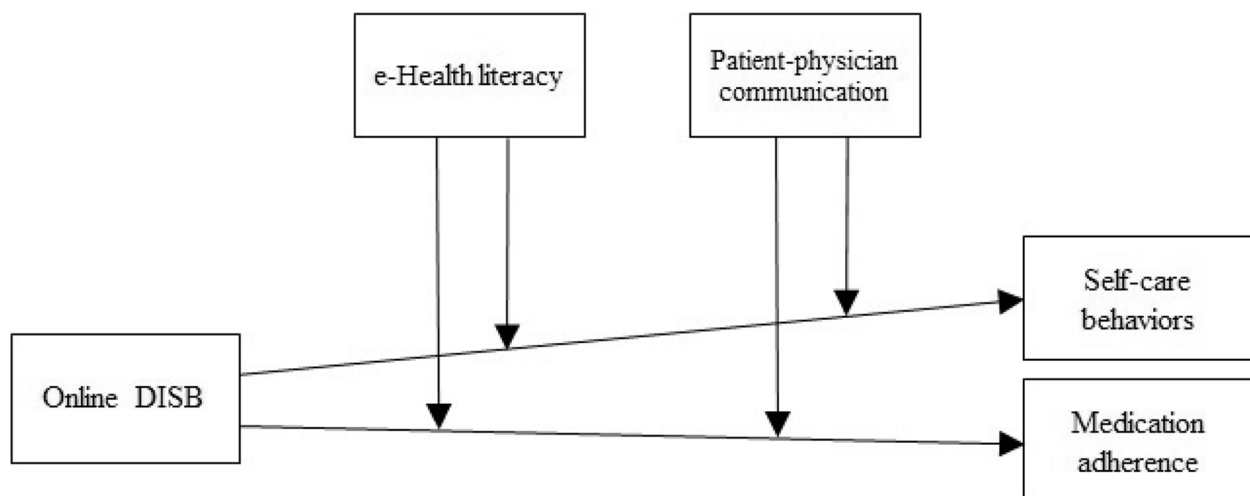 e-Health literacy
Patient-physician
communication
Self-care
behaviors
Online DISB
Medication
adherence